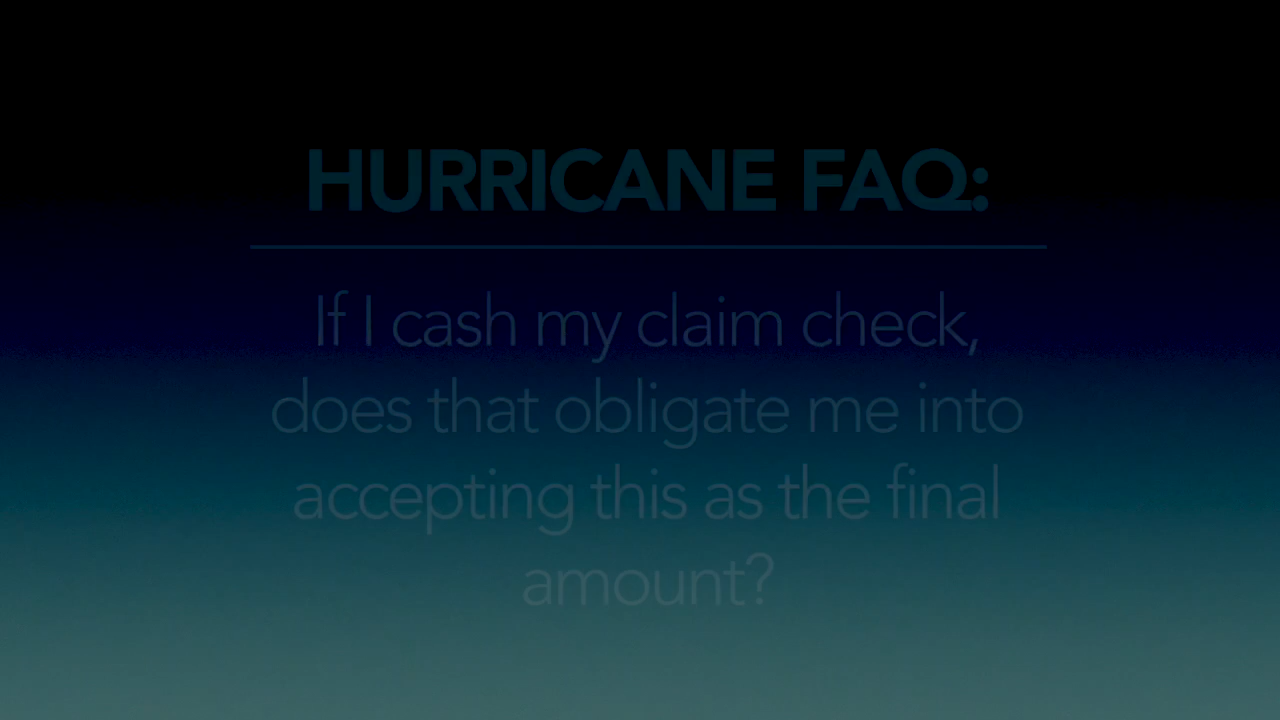 HURRICANE FAQ:
If I cash my claim check,
does that obligate me into
accepting this as the final
amount?